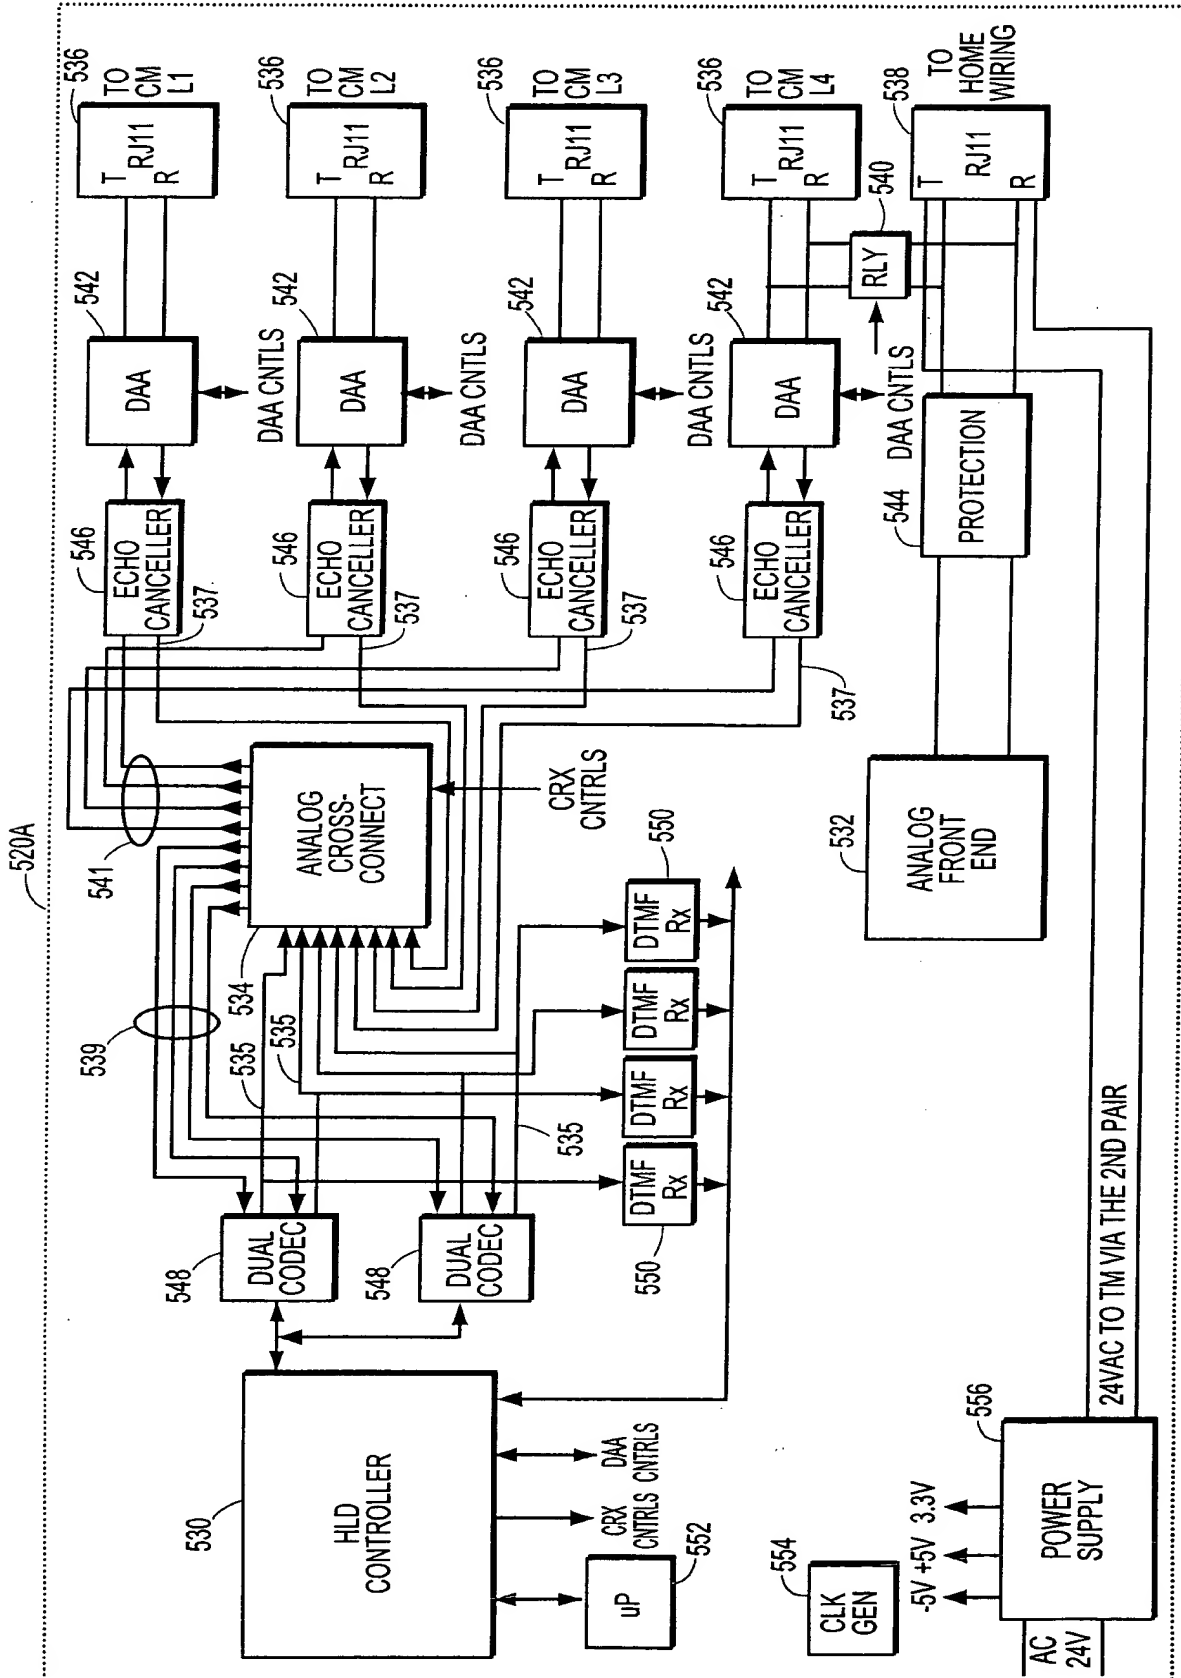 520A
536
TO
CM
L1
T
RJ11
R
536
TO
CM
L2
T
RJ11
R
536
TO
CM
L3
T
RJ11
R
536
TO
CM
L4
T
RJ11
R
538
TO
HOME
WIRING
T
RJ11
R
540
RLY
542
DAA
DAA CNTLS
542
DAA
DAA CNTLS
542
DAA
DAA CNTLS
542
DAA
DAA CNTLS
544
PROTECTION
546
ECHO
CANCELLER
537
546
ECHO
CANCELLER
537
546
ECHO
CANCELLER
537
546
ECHO
CANCELLER
537
541
ANALOG
CROSS-
CONNECT
534
CRX
CNTRLS
539
535
535
535
532
ANALOG
FRONT
END
550
DTMF
Rx
DTMF
Rx
DTMF
Rx
DTMF
Rx
550
548
DUAL
CODEC
548
DUAL
CODEC
530
HLD
CONTROLLER
CRX
CNTRLS
DAA
CNTRLS
uP
552
554
CLK
GEN
-5V +5V 3.3V
556
POWER
SUPPLY
AC
24V
24VAC TO TM VIA THE 2ND PAIR